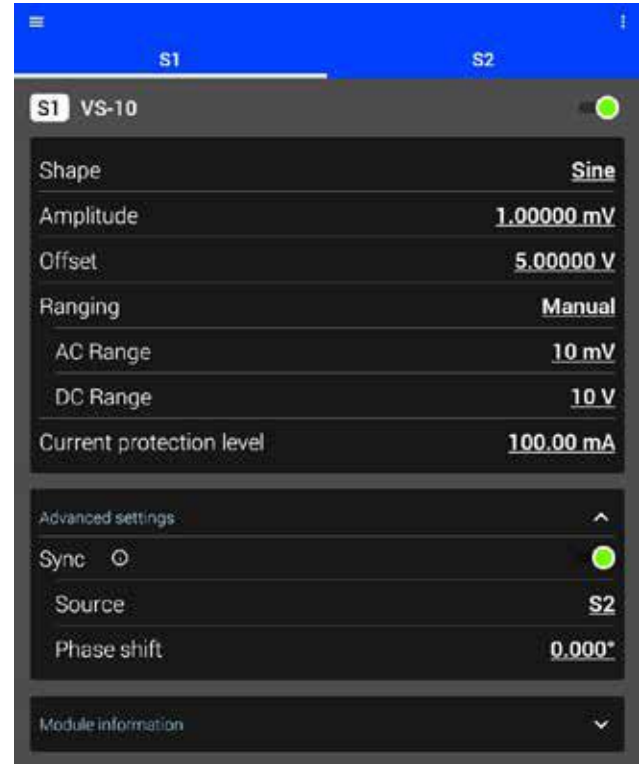 S1 S2
S1 VS-10
Shape Sine
Amplitude 1.00000 mV
Offset 5.00000 V
Ranging Manual
AC Range 10 mV
DC Range 10 V
Current protection level 100.00 mA
Advanced settings
Sync
Source S2
Phase shift 0.000°
Module information